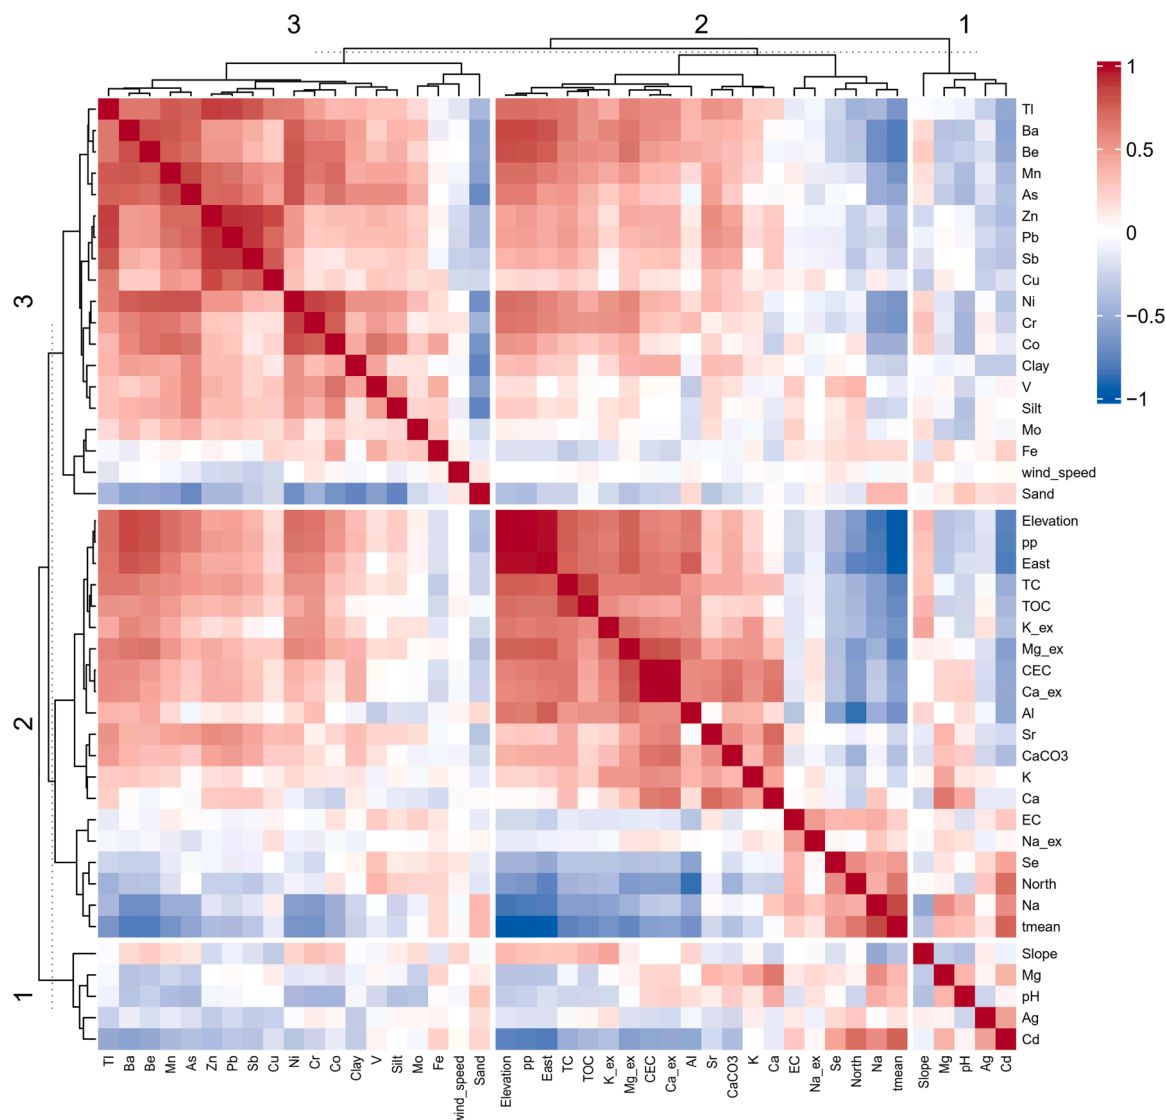 3 2 1
1
0.5
0
−0.5
−1
3
2
1
Tl
Ba
Be
Mn
As
Zn
Pb
Sb
Cu
Ni
Cr
Co
Clay
V
Silt
Mo
Fe
wind_speed
Sand
Elevation
pp
East
TC
TOC
K_ex
Mg_ex
CEC
Ca_ex
Al
Sr
CaCO3
K
Ca
EC
Na_ex
Se
North
Na
tmean
Slope
Mg
pH
Ag
Cd
Tl Ba Be Mn As Zn Pb Sb Cu Ni Cr Co Clay V Silt Mo Fe wind_speed Sand Elevation pp East TC TOC K_ex Mg_ex CEC Ca_ex Al Sr CaCO3 K Ca EC Na_ex Se North Na tmean Slope Mg pH Ag Cd